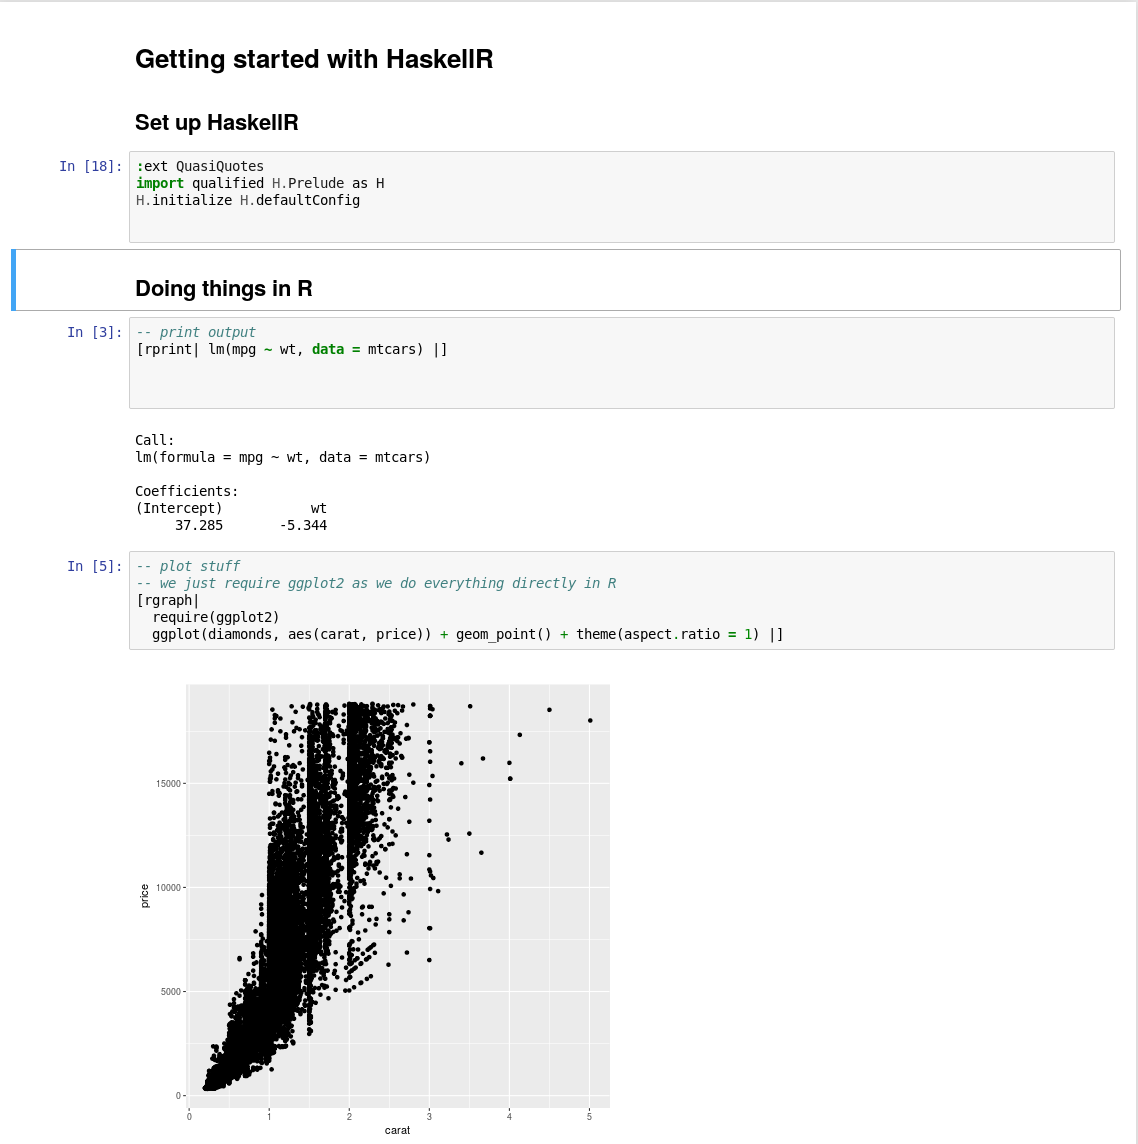 Getting started with HaskellR
Set up HaskellR
In [18]:
:ext QuasiQuotes
import qualified H.Prelude as H
H.initialize H.defaultConfig
Doing things in R
In [3]:
-- print output
[rprint| lm(mpg ~ wt, data = mtcars) |]
Call:
lm(formula = mpg ~ wt, data = mtcars)
Coefficients:
(Intercept)           wt
     37.285       -5.344
In [5]:
-- plot stuff
-- we just require ggplot2 as we do everything directly in R
[rgraph|
  require(ggplot2)
  ggplot(diamonds, aes(carat, price)) + geom_point() + theme(aspect.ratio = 1) |]
15000
10000
price
5000
0
0 1 2 3 4 5
carat